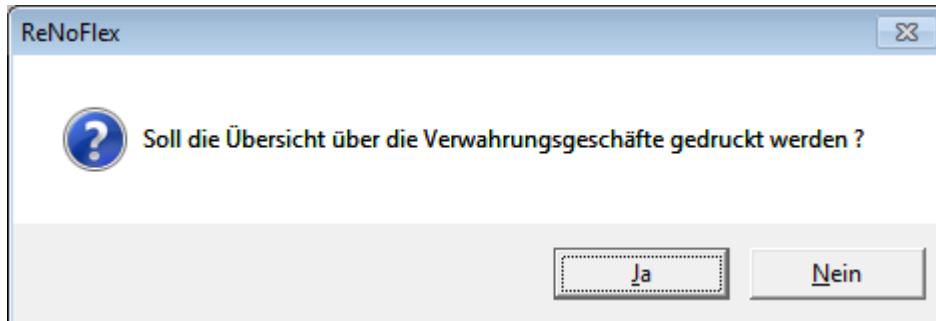 ReNoFlex
Soll die Übersicht über die Verwahrungsgeschäfte gedruckt werden ?
Ja
Nein